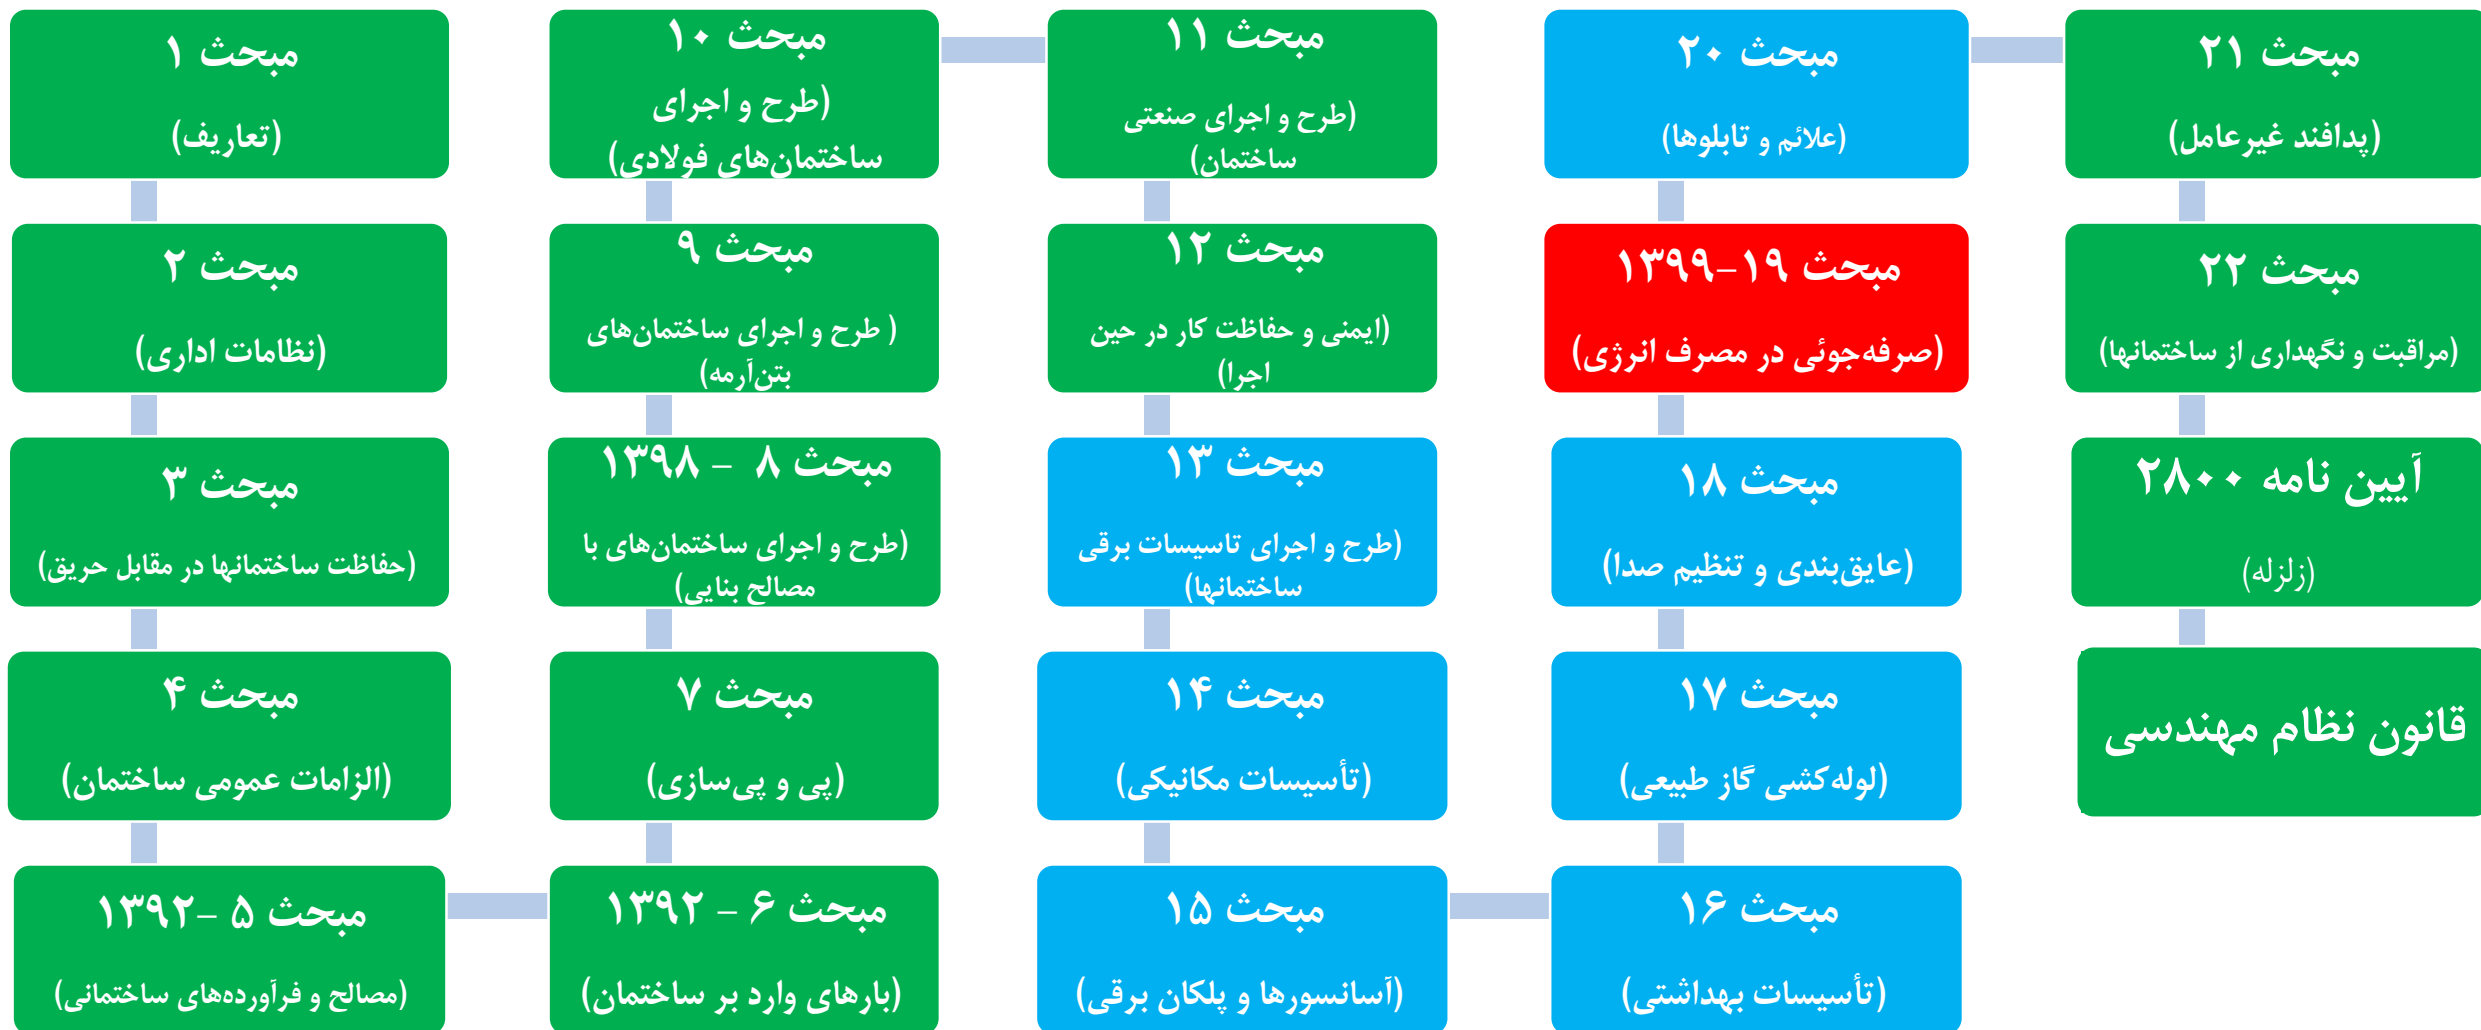 مبحث ۱
(تعاریف)
مبحث ۲
(نظامات اداری)
مبحث ۳
(حفاظت ساختمانها در مقابل حریق)
مبحث ۴
(الزامات عمومی ساختمان)
مبحث ۵ -۱۳۹۲
(مصالح و فرآورده‌های ساختمانی)
مبحث ۶ - ۱۳۹۲
(بارهای وارد بر ساختمان)
مبحث ۷
(پی و پی‌سازی)
مبحث ۸ - ۱۳۹۸
(طرح و اجرای ساختمان‌های با
مصالح بنایی)
مبحث ۹
( طرح و اجرای ساختمان‌های
بتن‌آرمه)
مبحث ۱۰
(طرح و اجرای
ساختمان‌های فولادی)
مبحث ۱۱
(طرح و اجرای صنعتی
ساختمان)
مبحث ۱۲
(ایمنی و حفاظت کار در حین
اجرا)
مبحث ۱۳
(طرح و اجرای تاسیسات برقی
ساختمانها)
مبحث ۱۴
(تأسیسات مکانیکی)
مبحث ۱۵
(آسانسورها و پلکان برقی)
مبحث ۱۶
(تأسیسات بهداشتی)
مبحث ۱۷
(لوله‌کشی گاز طبیعی)
مبحث ۱۸
(عایق‌بندی و تنظیم صدا)
مبحث ۱۹-۱۳۹۹
(صرفه‌جوئی در مصرف انرژی)
مبحث ۲۰
(علائم و تابلوها)
مبحث ۲۱
(پدافند غیرعامل)
مبحث ۲۲
(مراقبت و نگهداری از ساختمانها)
آیین نامه ۲۸۰۰
(زلزله)
قانون نظام مهندسی